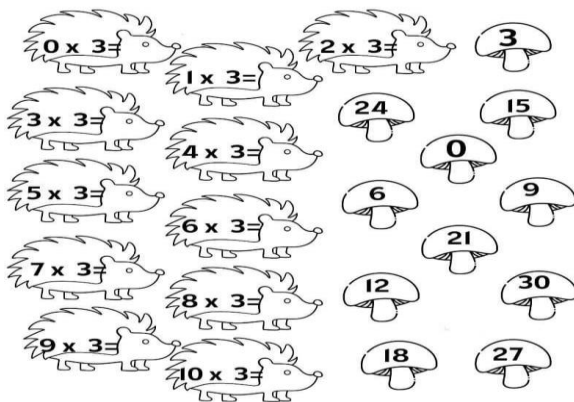 0 x 3=
2 x 3=
3
1 x 3=
3 x 3=
24
15
4 x 3=
0
5 x 3=
6
9
6 x 3=
21
7 x 3=
8 x 3=
12
30
9 x 3=
18
27
10 x 3=